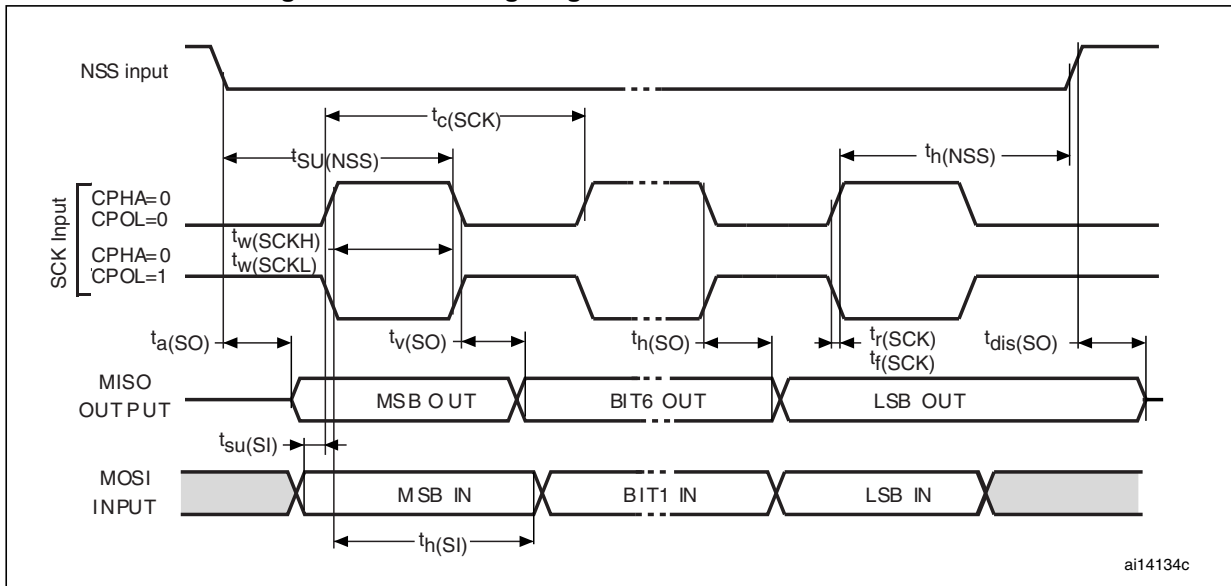 NSS input
tc(SCK)
tSU(NSS)
th(NSS)
SCK Input
CPHA=0
CPOL=0
CPHA=0
CPOL=1
tw(SCKH)
tw(SCKL)
ta(SO)
tv(SO)
th(SO)
tr(SCK)
tf(SCK)
tdis(SO)
MISO
OUTPUT
MSB OUT
BIT6 OUT
LSB OUT
tsu(SI)
MOSI
INPUT
MSB IN
BIT1 IN
LSB IN
th(SI)
ai14134c